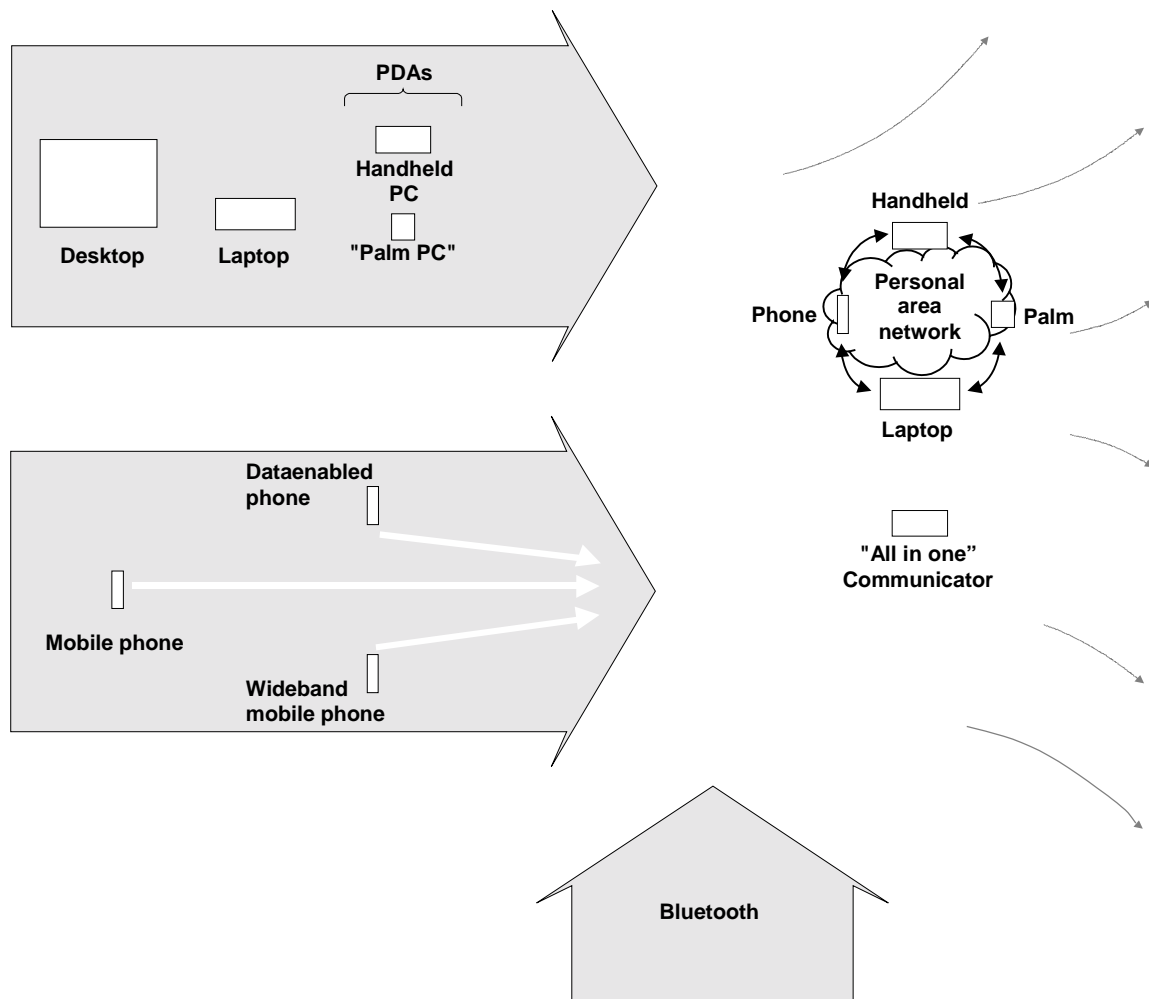 PDAs
Handheld
PC
Desktop
Laptop
"Palm PC"
Handheld
Personal
area
network
Phone
Palm
Laptop
Dataenabled
phone
Mobile phone
Wideband
mobile phone
"All in one”
Communicator
Bluetooth